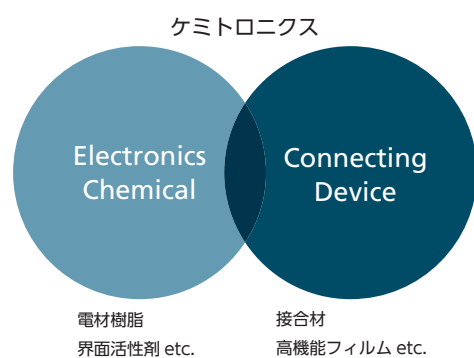 ケミトロニクス
Electronics
Chemical
Connecting
Device
電材樹脂
界面活性剤 etc.
接合材
高機能フィルム etc.